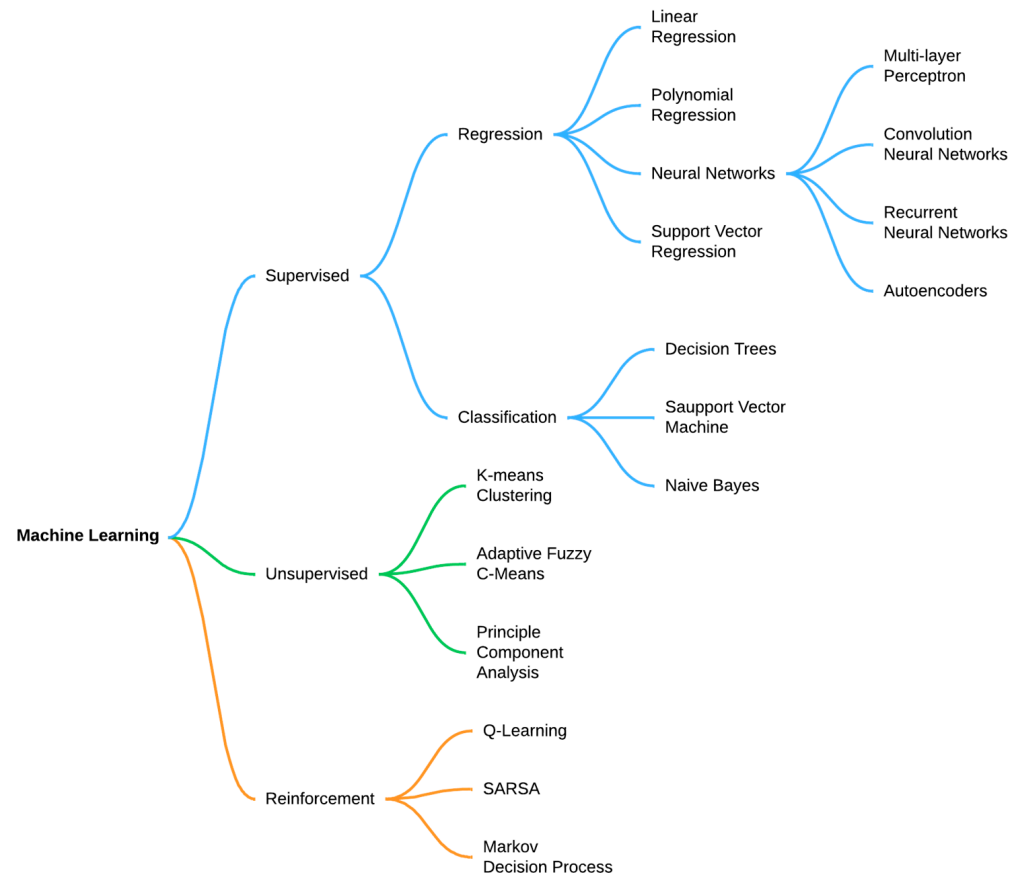 Linear
Regression
Multi-layer
Perceptron
Polynomial
Regression
Regression
Convolution
Neural Networks
Neural Networks
Recurrent
Neural Networks
Support Vector
Regression
Supervised
Autoencoders
Decision Trees
Classification
Saupport Vector
Machine
K-means
Clustering
Naive Bayes
Machine Learning
Adaptive Fuzzy
C-Means
Unsupervised
Principle
Component
Analysis
Q-Learning
Reinforcement
SARSA
Markov
Decision Process